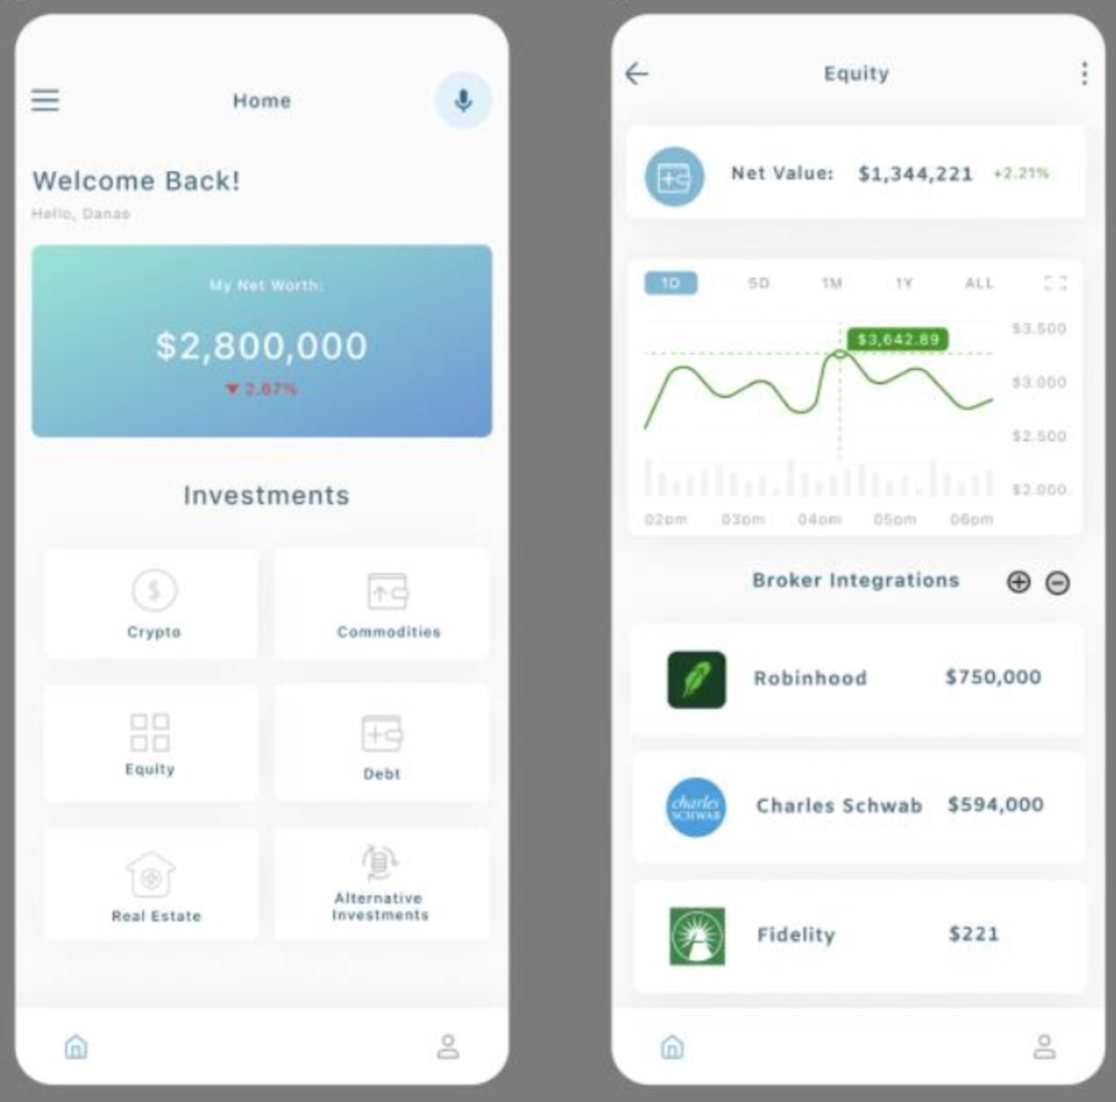 Home
Welcome Back!
Hello, Danae
My Net Worth:
$2,800,000
▼ 2.67%
Investments
$
Crypto
Commodities
Equity
Debt
Real Estate
Alternative
Investments
Equity
Net Value: $1,344,221 +2.21%
1D 5D 1M 1Y ALL
$3,642.89
$3.500
$3.000
$2.500
$2.000
02pm 03pm 04pm 05pm 06pm
Broker Integrations
Robinhood $750,000
charles
SCHWAB
Charles Schwab $594,000
Fidelity $221